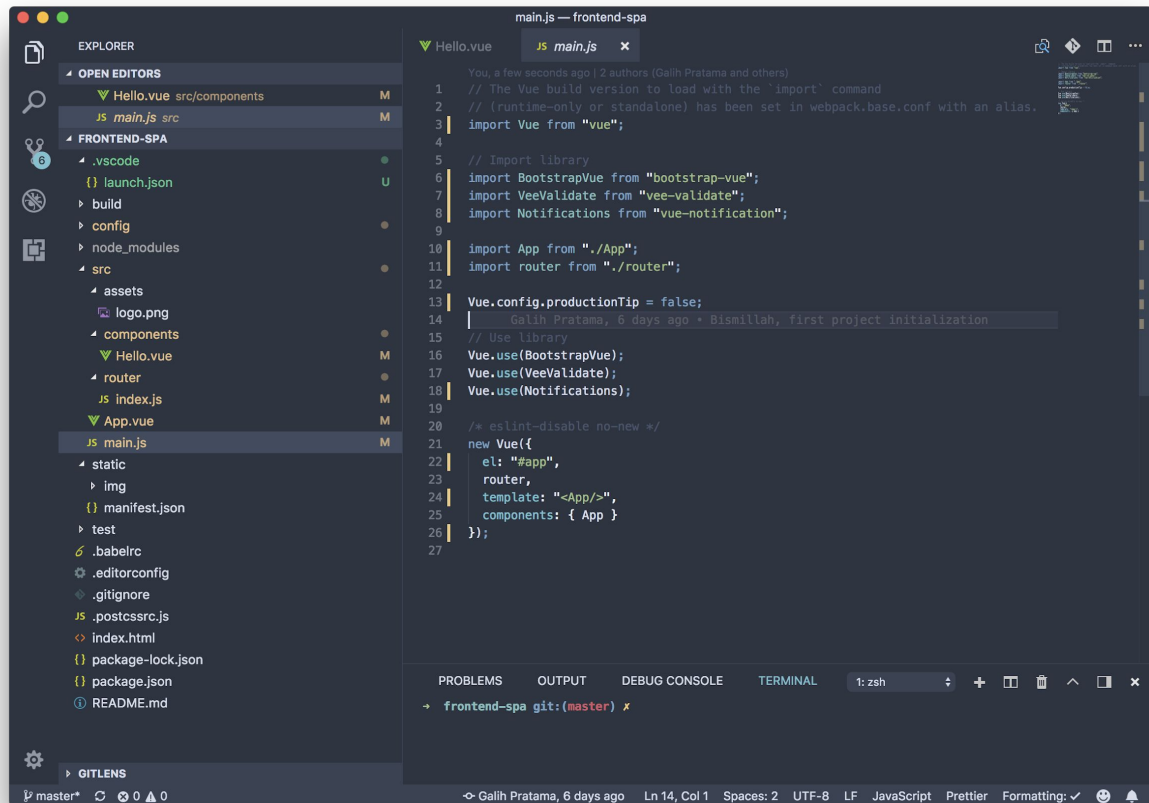 main.js — frontend-spa
EXPLORER
OPEN EDITORS
Hello.vue src/components M
JS main.js src M
FRONTEND-SPA
.vscode
{} launch.json U
build
config
node_modules
src
assets
logo.png
components
Hello.vue M
router
JS index.js M
App.vue M
JS main.js M
static
img
{} manifest.json
test
.babelrc
.editorconfig
.gitignore
JS .postcssrc.js
<> index.html
{} package-lock.json
{} package.json
README.md
GITLENS
6
Hello.vue
JS main.js
You, a few seconds ago | 2 authors (Galih Pratama and others)
1 // The Vue build version to load with the `import` command
2 // (runtime-only or standalone) has been set in webpack.base.conf with an alias.
3 import Vue from "vue";
4
5 // Import library
6 import BootstrapVue from "bootstrap-vue";
7 import VeeValidate from "vee-validate";
8 import Notifications from "vue-notification";
9
10 import App from "./App";
11 import router from "./router";
12
13 Vue.config.productionTip = false;
14 Galih Pratama, 6 days ago • Bismillah, first project initialization
15 // Use library
16 Vue.use(BootstrapVue);
17 Vue.use(VeeValidate);
18 Vue.use(Notifications);
19
20 /* eslint-disable no-new */
21 new Vue({
22 el: "#app",
23 router,
24 template: "<App/>",
25 components: { App }
26 });
27
PROBLEMS OUTPUT DEBUG CONSOLE TERMINAL 1: zsh
→ frontend-spa git:(master) ✗
master* 0 0 Galih Pratama, 6 days ago Ln 14, Col 1 Spaces: 2 UTF-8 LF JavaScript Prettier Formatting: ✓